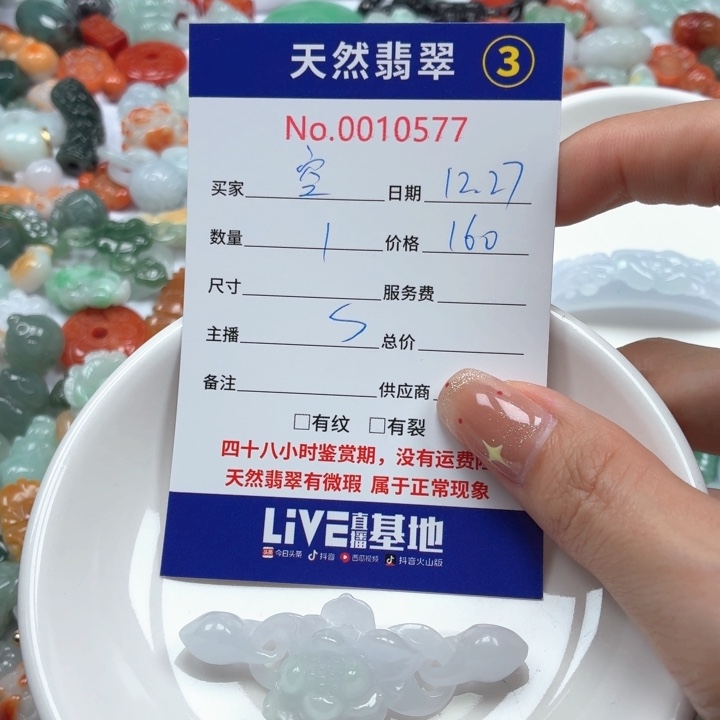 天然翡翠 3
No.0010577
买家 空 日期 12.27
数量 1 价格 160
尺寸 服务费
主播 S 总价
备注 供应商
□有纹 □有裂
四十八小时鉴赏期，没有运费
天然翡翠有微瑕 属于正常现象
LiVE直播基地
今日头条 抖音 西瓜视频 抖音火山版